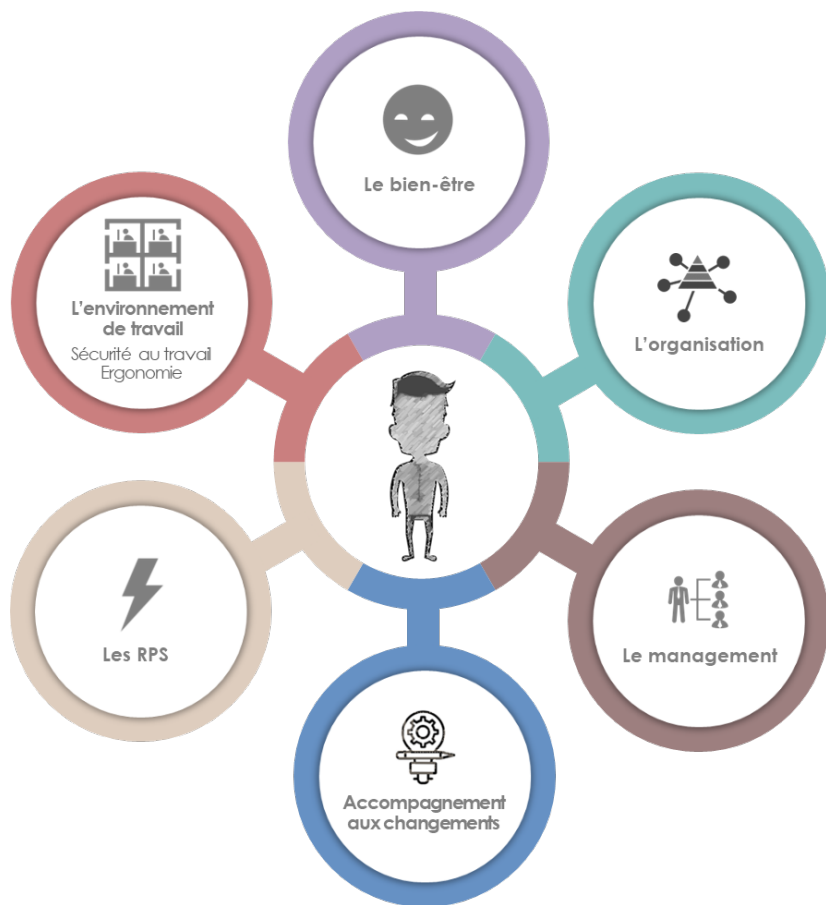 Le bien-être
L'environnement
de travail
Sécurité au travail
Ergonomie
L'organisation
Les RPS
Le management
Accompagnement
aux changements